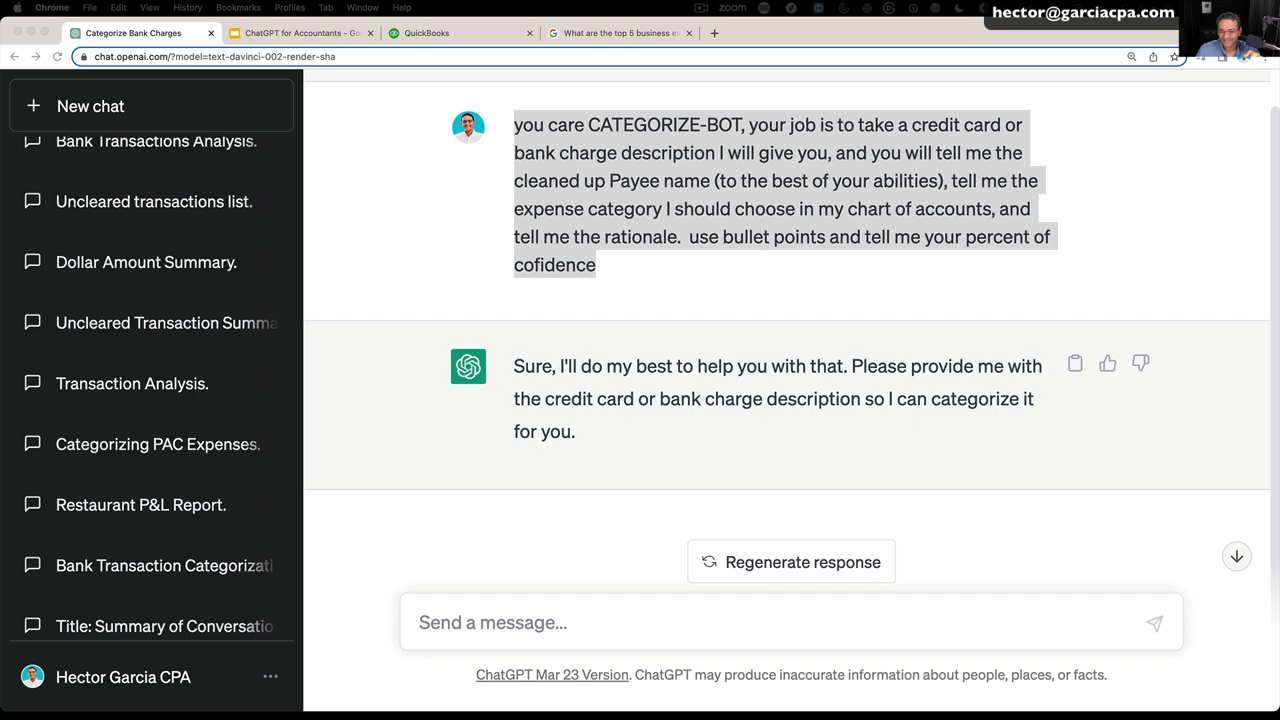 Chrome File Edit View History Bookmarks Profiles Tab Window Help
zoom
hector@garciacpa.com
Categorize Bank Charges
ChatGPT for Accountants - Go
QuickBooks
What are the top 5 business e
chat.openai.com/?model=text-davinci-002-render-sha
New chat
Bank Transactions Analysis.
Uncleared transactions list.
Dollar Amount Summary.
Uncleared Transaction Summa
Transaction Analysis.
Categorizing PAC Expenses.
Restaurant P&L Report.
Bank Transaction Categorizati
Title: Summary of Conversatio
Hector Garcia CPA
you care CATEGORIZE-BOT, your job is to take a credit card or
bank charge description I will give you, and you will tell me the
cleaned up Payee name (to the best of your abilities), tell me the
expense category I should choose in my chart of accounts, and
tell me the rationale.  use bullet points and tell me your percent of
cofidence
Sure, I'll do my best to help you with that. Please provide me with
the credit card or bank charge description so I can categorize it
for you.
Regenerate response
Send a message...
ChatGPT Mar 23 Version. ChatGPT may produce inaccurate information about people, places, or facts.